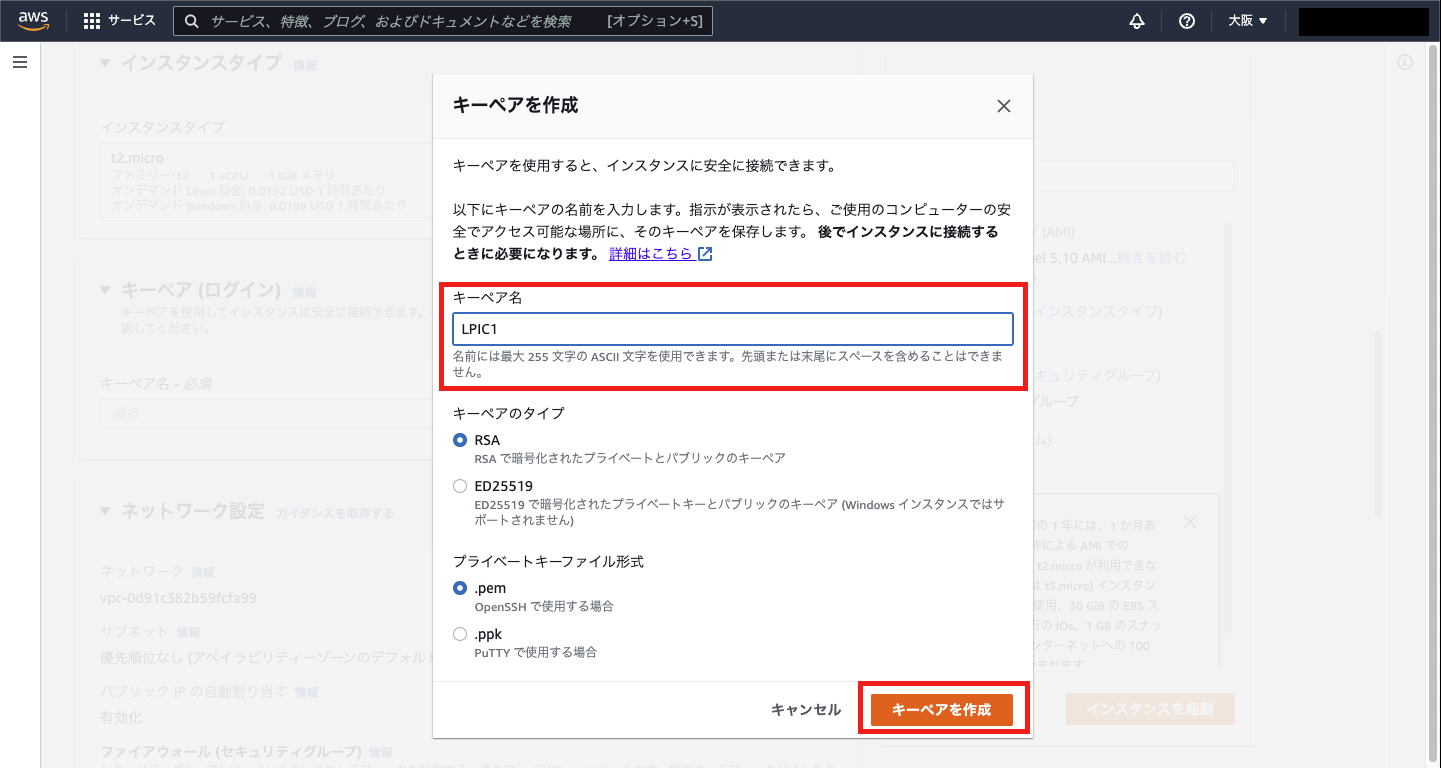 aws
サービス
サービス、特徴、ブログ、およびドキュメントなどを検索
[オプション+S]
大阪
インスタンスタイプ 情報
インスタンスタイプ
t2.micro
ファミリー: t2 1 vCPU 1 GiB メモリ
オンデマンド Linux 料金: 0.0152 USD 1 時間あたり
オンデマンド Windows 料金: 0.0198 USD 1 時間あたり
キーペア (ログイン) 情報
キーペアを使用してインスタンスに安全に接続できます。
認してください。
キーペア名 - 必須
選択
ネットワーク設定 ガイダンスを取得する
ネットワーク 情報
vpc-0d91c382b59fcfa99
サブネット 情報
優先順位なし (アベイラビリティーゾーンのデフォル
パブリック IP の自動割り当て 情報
有効化
ファイアウォール (セキュリティグループ) 情報
キーペアを作成
キーペアを使用すると、インスタンスに安全に接続できます。
以下にキーペアの名前を入力します。指示が表示されたら、ご使用のコンピューターの安
全でアクセス可能な場所に、そのキーペアを保存します。 後でインスタンスに接続する
ときに必要になります。 詳細はこちら
キーペア名
LPIC1
名前には最大 255 文字の ASCII 文字を使用できます。先頭または末尾にスペースを含めることはできま
せん。
キーペアのタイプ
RSA
RSA で暗号化されたプライベートとパブリックのキーペア
ED25519
ED25519 で暗号化されたプライベートキーとパブリックのキーペア (Windows インスタンスではサ
ポートされません)
プライベートキーファイル形式
.pem
OpenSSH で使用する場合
.ppk
PuTTY で使用する場合
キャンセル
キーペアを作成
(AMI)
el 5.10 AMI...続きを読む
インスタンスタイプ)
キュリティグループ)
グループ
ム)
の 1 年には、1 か月あ
枠による AMI での
t2.micro が利用できな
は t3.micro) インスタン
使用、30 GiB の EBS ス
万の IOs、1 GB のスナッ
ンターネットへの 100
まれます。
インスタンスを起動